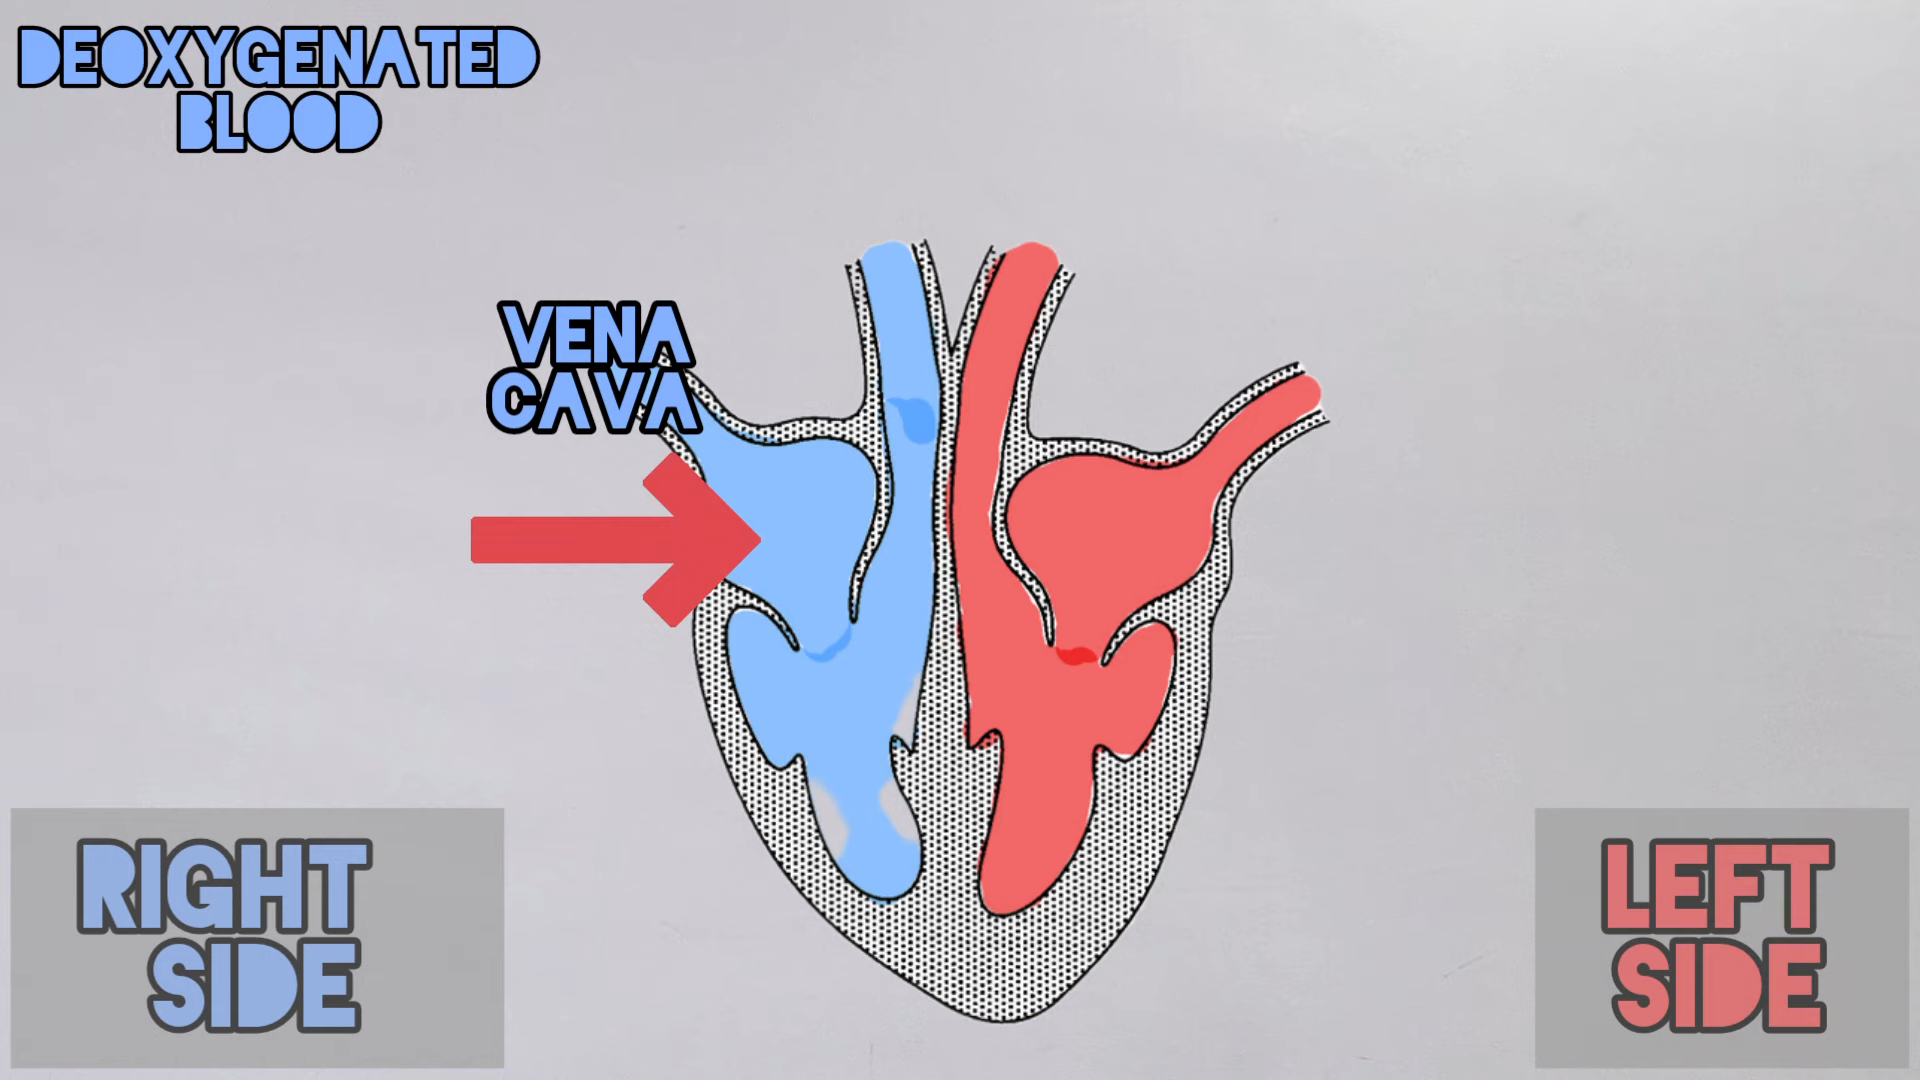 DEOXYGENATED
BLOOD
VENA
CAVA
RIGHT
SIDE
LEFT
SIDE